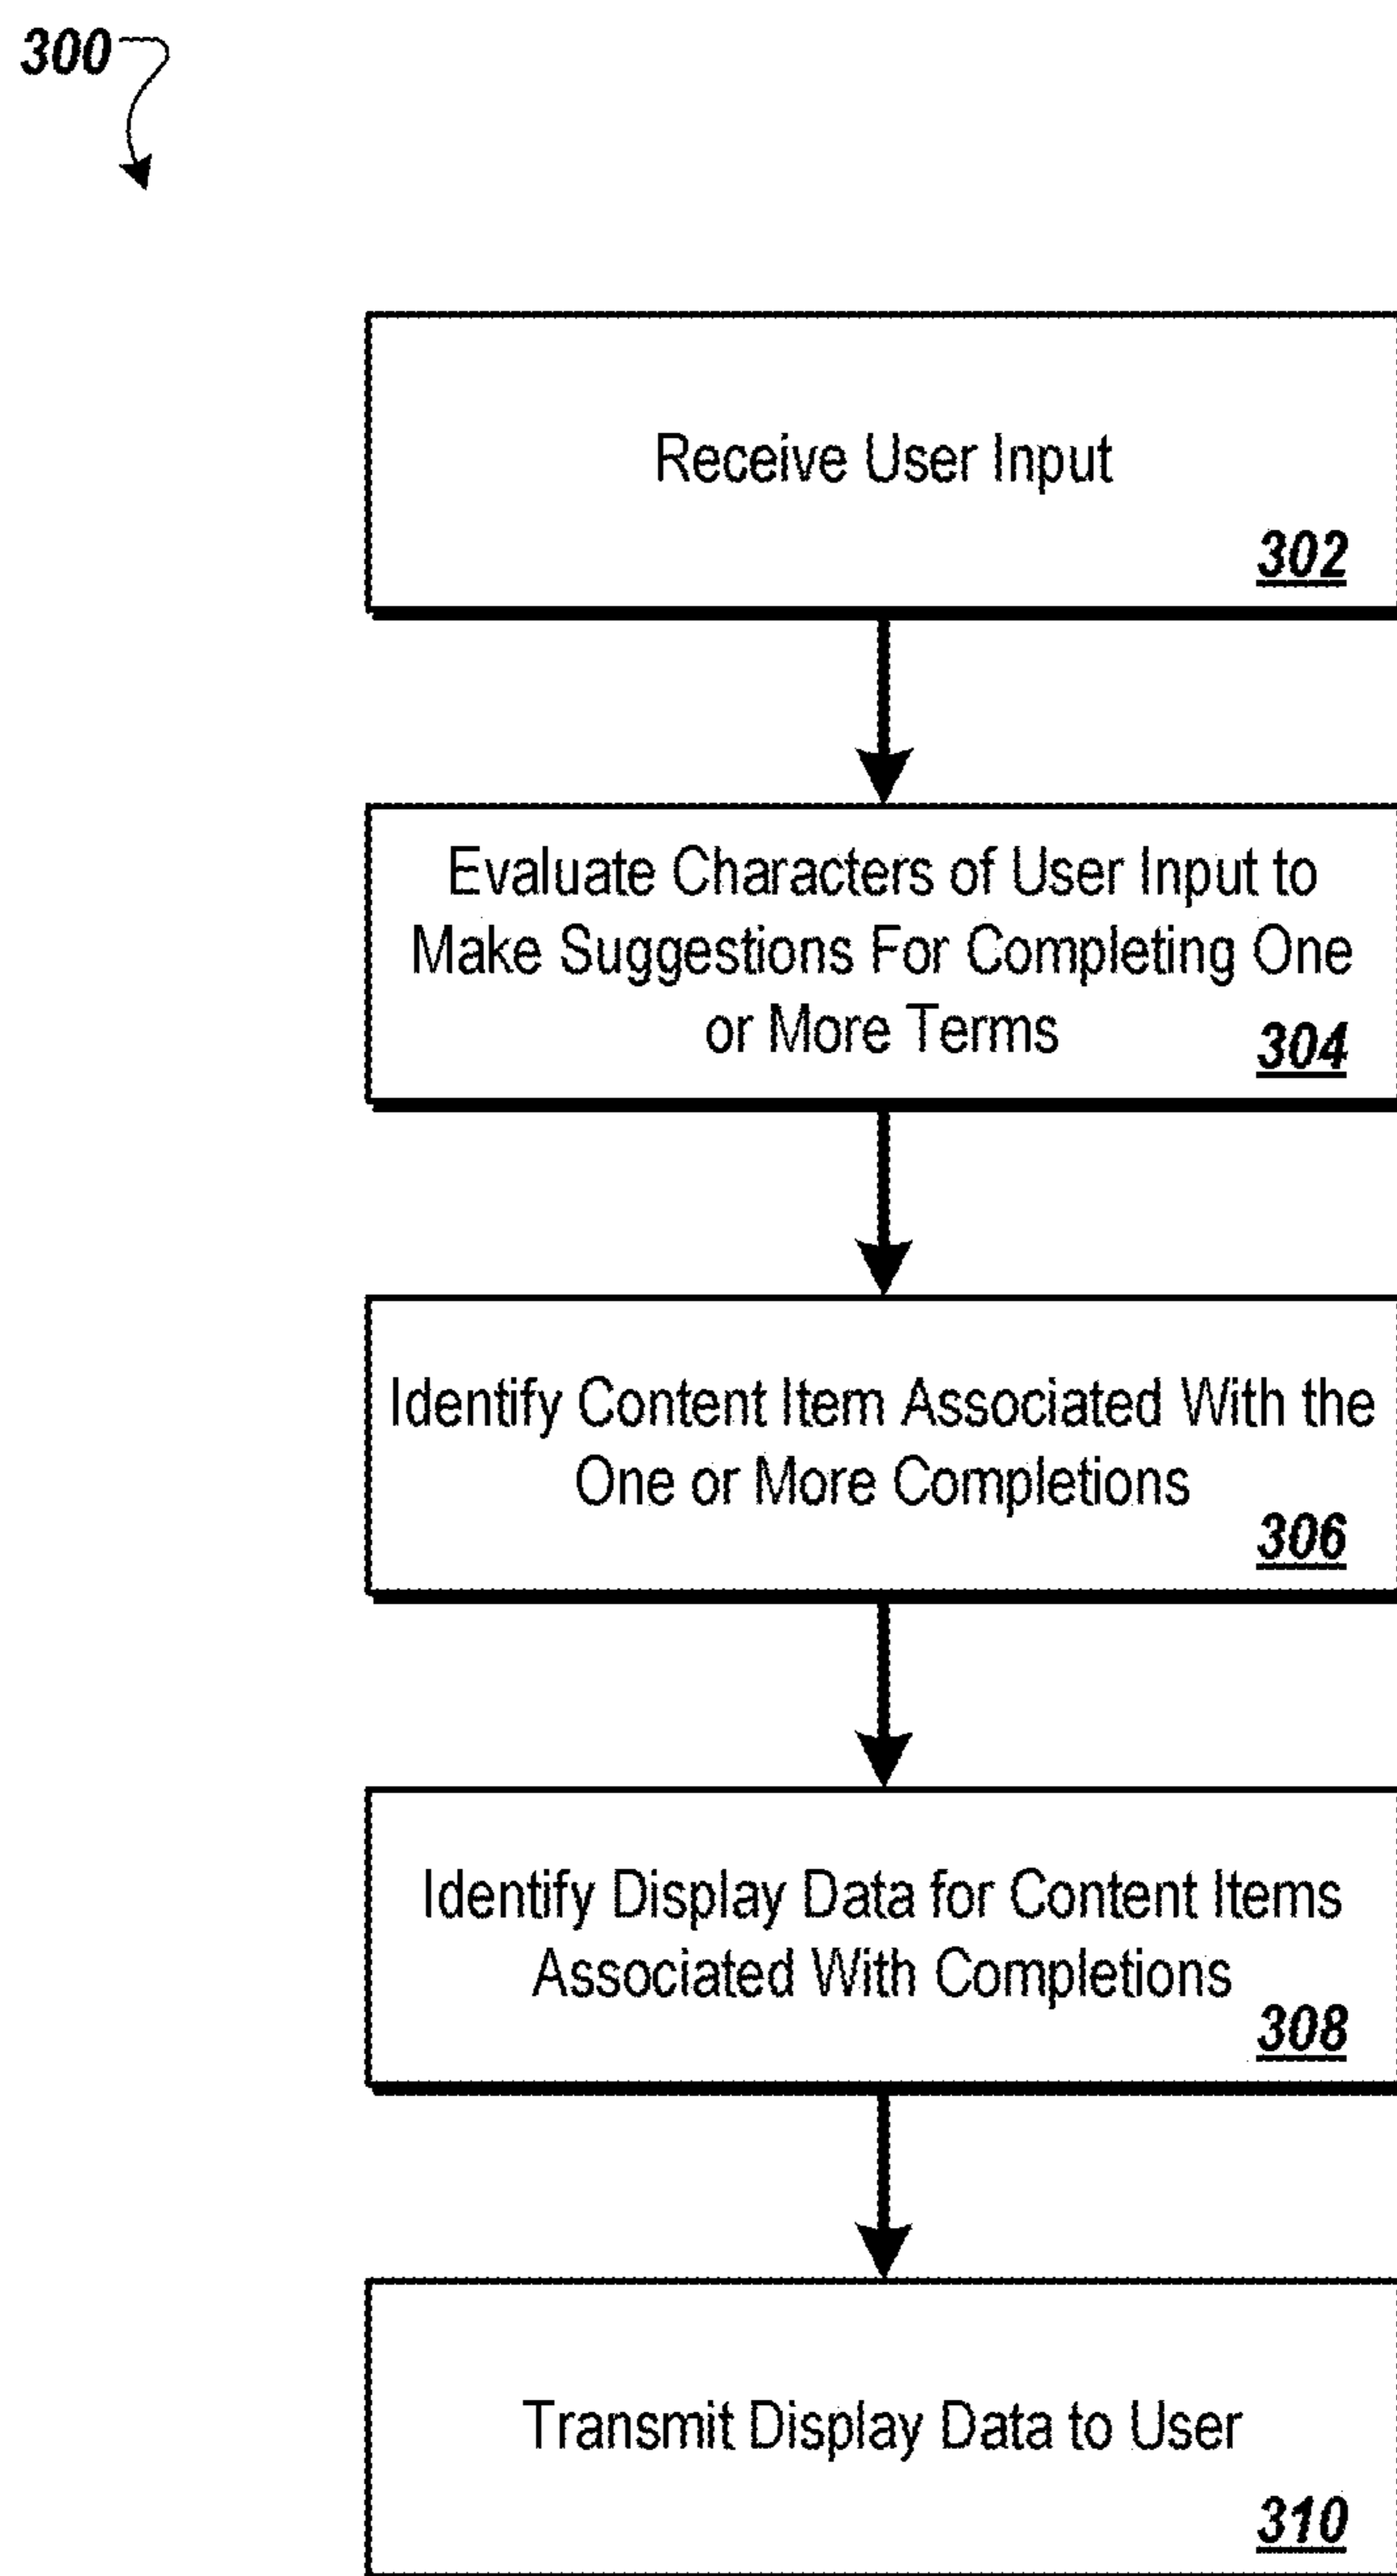 300
Receive User Input
302
Evaluate Characters of User Input to
Make Suggestions For Completing One
or More Terms
304
Identify Content Item Associated With the
One or More Completions
306
Identify Display Data for Content Items
Associated With Completions
308
Transmit Display Data to User
310